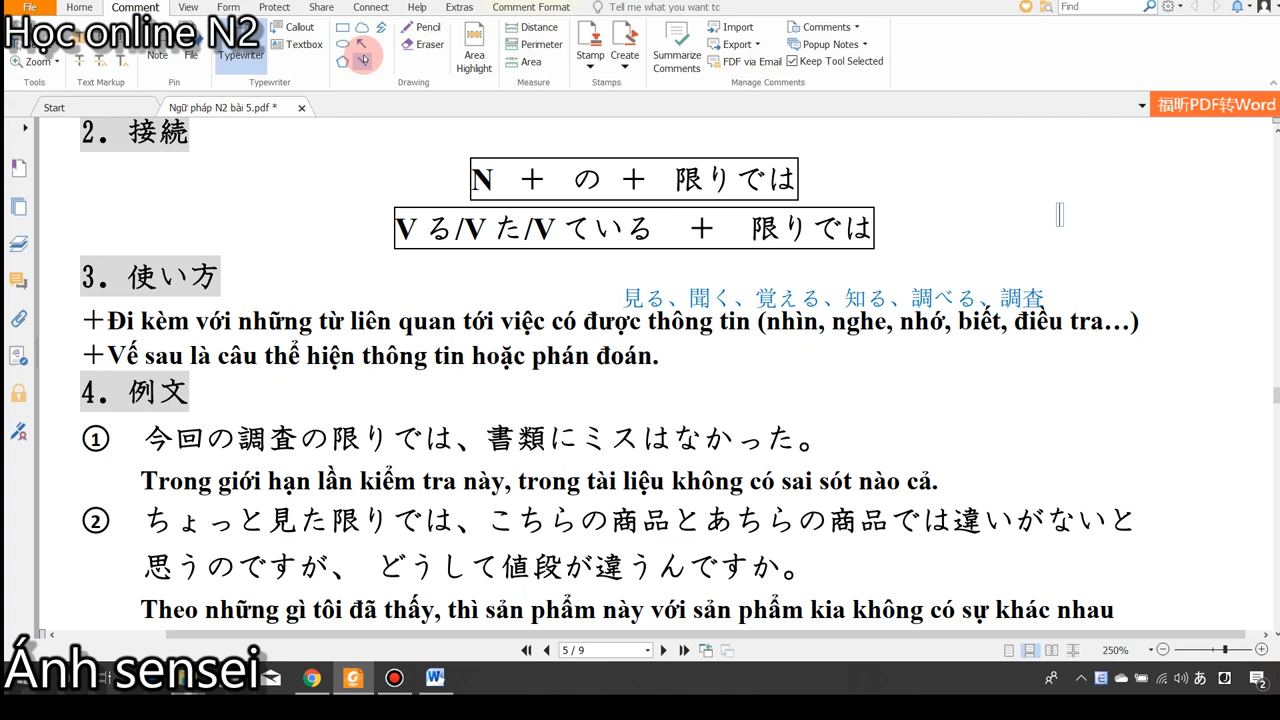 File Home Comment View Form Protect Share Connect Help Extras Comment Format Tell me what you want tc Find
Học online N2
Callout Pencil Distance Import Comments
Textbox Eraser Perimeter Export Popup Notes
Zoom Note File Typewriter Area Highlight Area Stamp Create Summarize Comments FDF via Email Keep Tool Selected
Tools Text Markup Pin Typewriter Drawing Measure Stamps Manage Comments
Start Ngữ pháp N2 bài 5.pdf * 福昕PDF转Word
2. 接続
N ＋ の ＋ 限りでは
V る/V た/V ている ＋ 限りでは
3. 使い方
見る、聞く、覚える、知る、調べる、調査
＋Đi kèm với những từ liên quan tới việc có được thông tin (nhìn, nghe, nhớ, biết, điều tra…)
＋Vế sau là câu thể hiện thông tin hoặc phán đoán.
4. 例文
① 今回の調査の限りでは、書類にミスはなかった。
Trong giới hạn lần kiểm tra này, trong tài liệu không có sai sót nào cả.
② ちょっと見た限りでは、こちらの商品とあちらの商品では違いがないと
思うのですが、 どうして値段が違うんですか。
Theo những gì tôi đã thấy, thì sản phẩm này với sản phẩm kia không có sự khác nhau
5 / 9 250%
Ánh sensei
あ 2